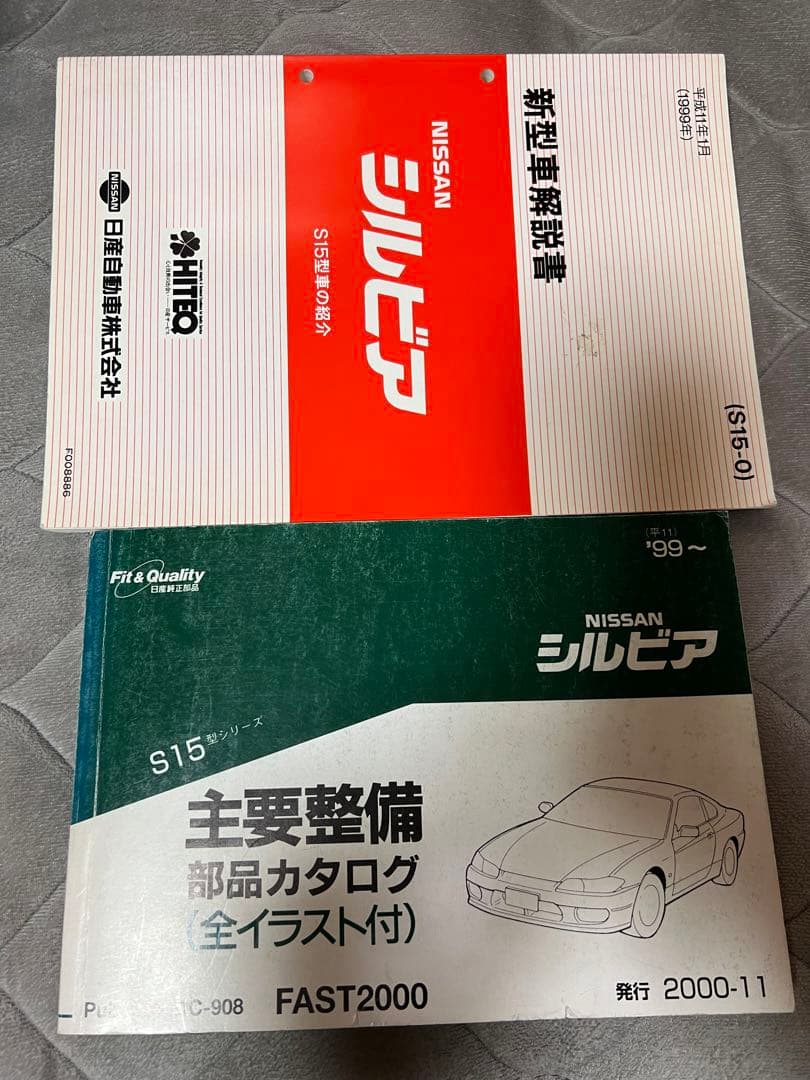 平成11年1月
(1999年)
新型車解説書
(S15-0)
NISSAN
シルビア
S15型車の紹介
HITEQ
NISSAN
日産自動車株式会社
F008886
Fit & Quality
日産純正部品
(平11)
'99～
NISSAN
シルビア
S15型シリーズ
主要整備
部品カタログ
(全イラスト付)
C-908
FAST2000
発行 2000-11